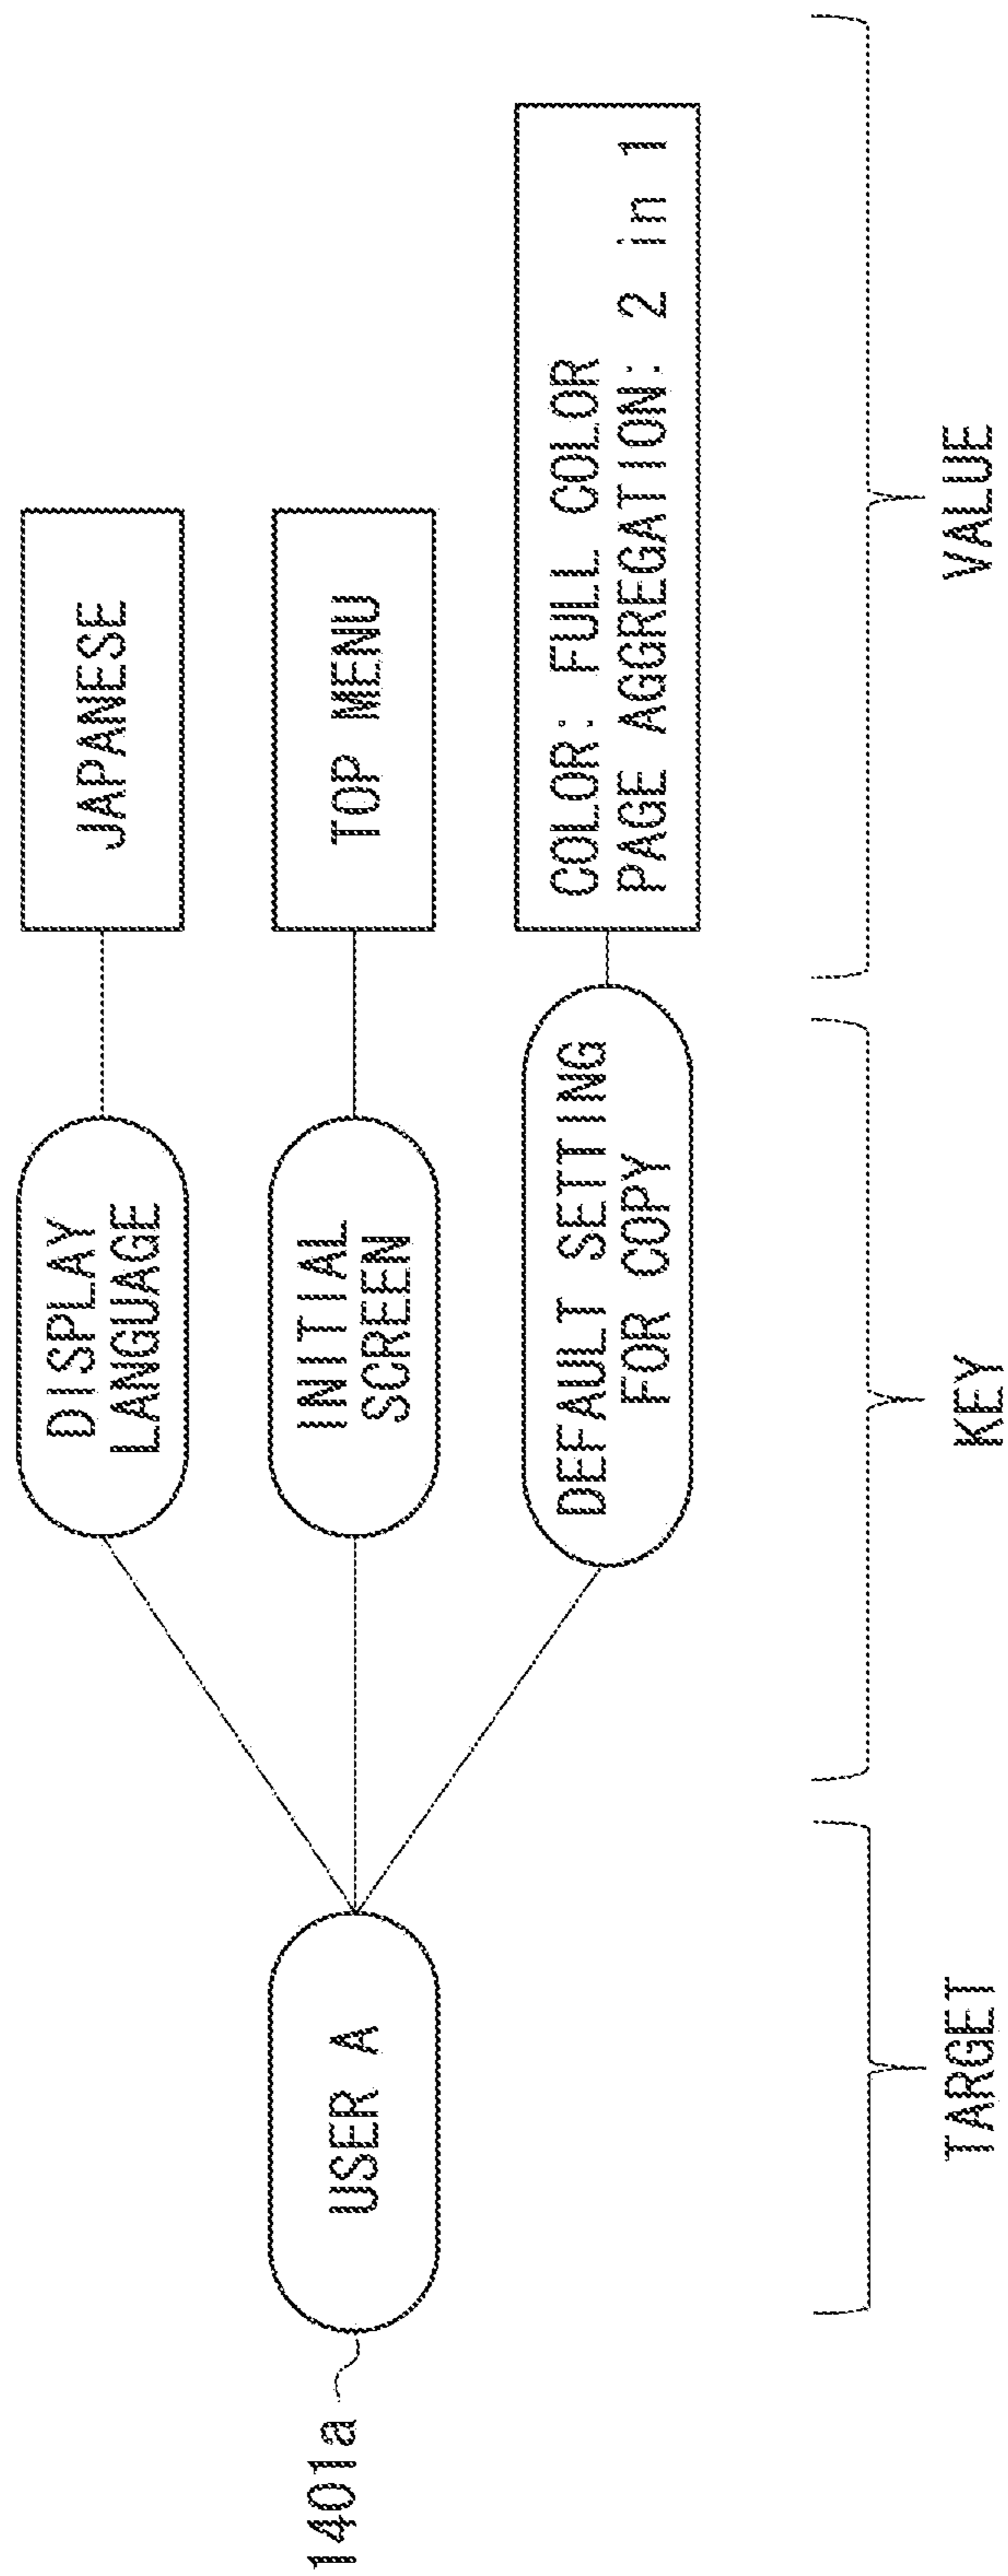 1401a
USER A
DISPLAY
LANGUAGE
JAPANESE
INITIAL
SCREEN
TOP MENU
DEFAULT SETTING
FOR COPY
COLOR: FULL COLOR
PAGE AGGREGATION: 2 in 1
TARGET
KEY
VALUE